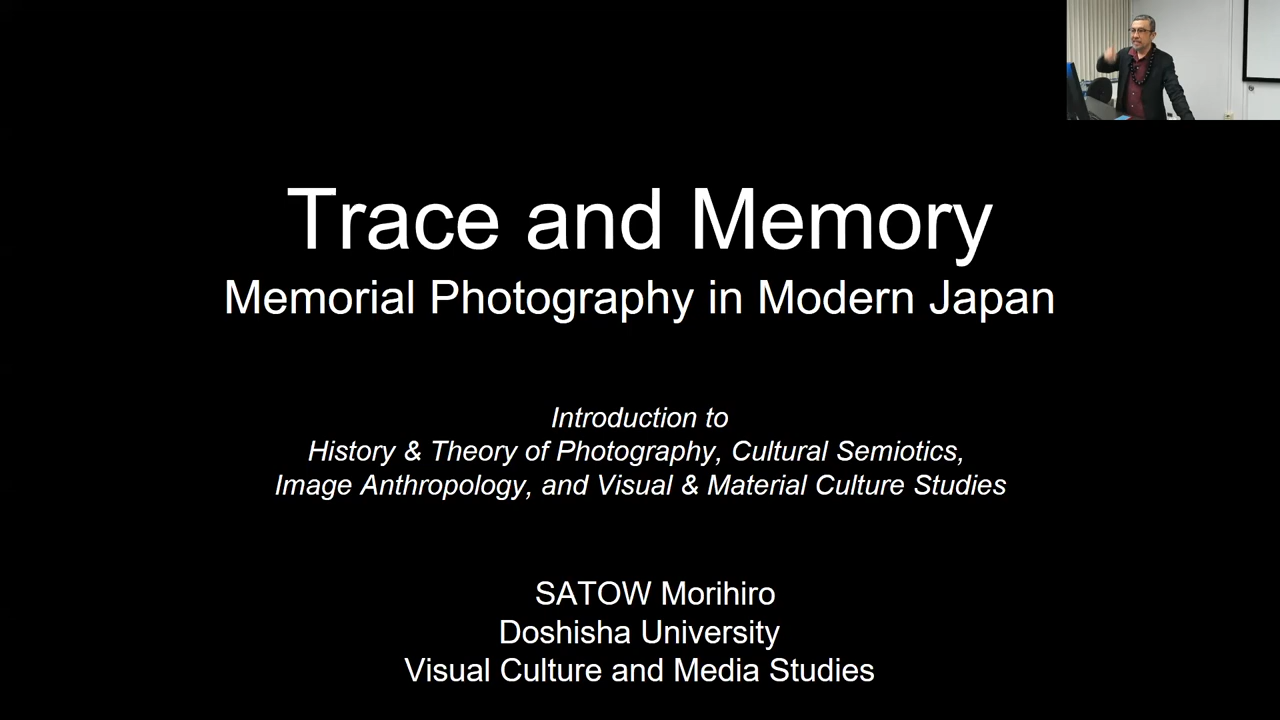 Trace and Memory
Memorial Photography in Modern Japan
Introduction to
History & Theory of Photography, Cultural Semiotics,
Image Anthropology, and Visual & Material Culture Studies
SATOW Morihiro
Doshisha University
Visual Culture and Media Studies